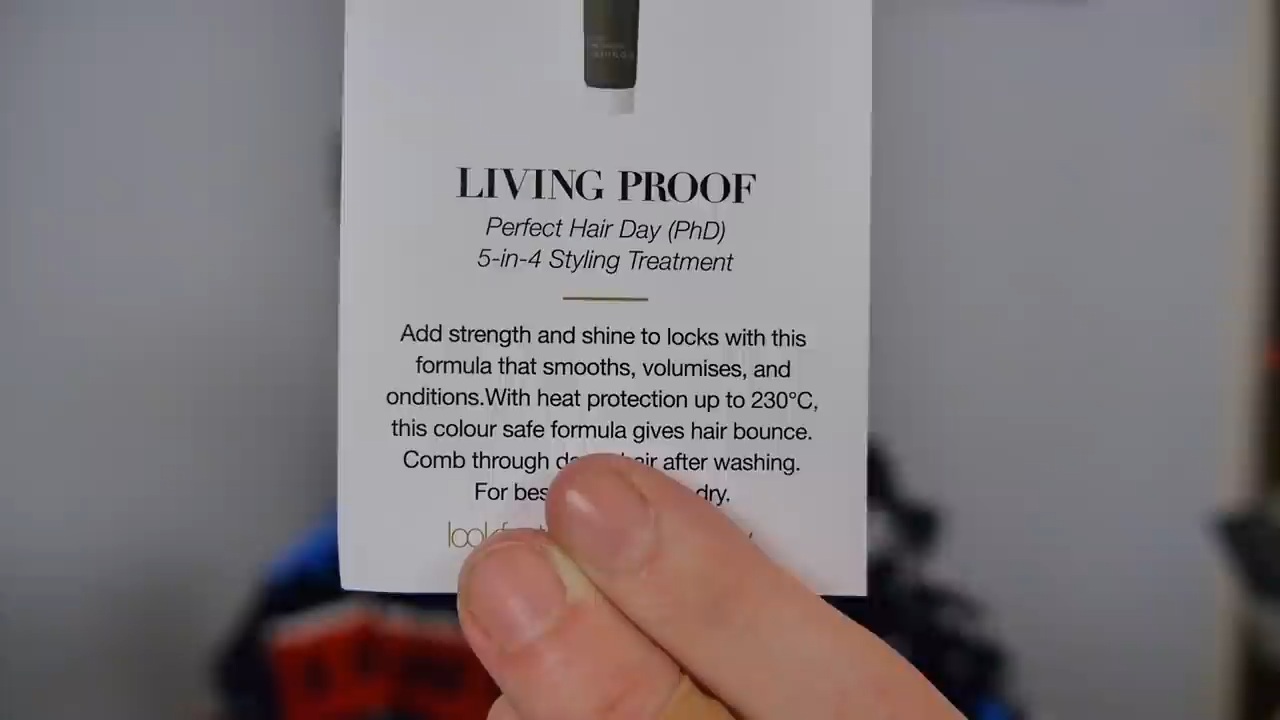 LIVING PROOF
Perfect Hair Day (PhD)
5-in-4 Styling Treatment
Add strength and shine to locks with this
formula that smooths, volumises, and
onditions.With heat protection up to 230°C,
this colour safe formula gives hair bounce.
Comb through after washing.
For dry.